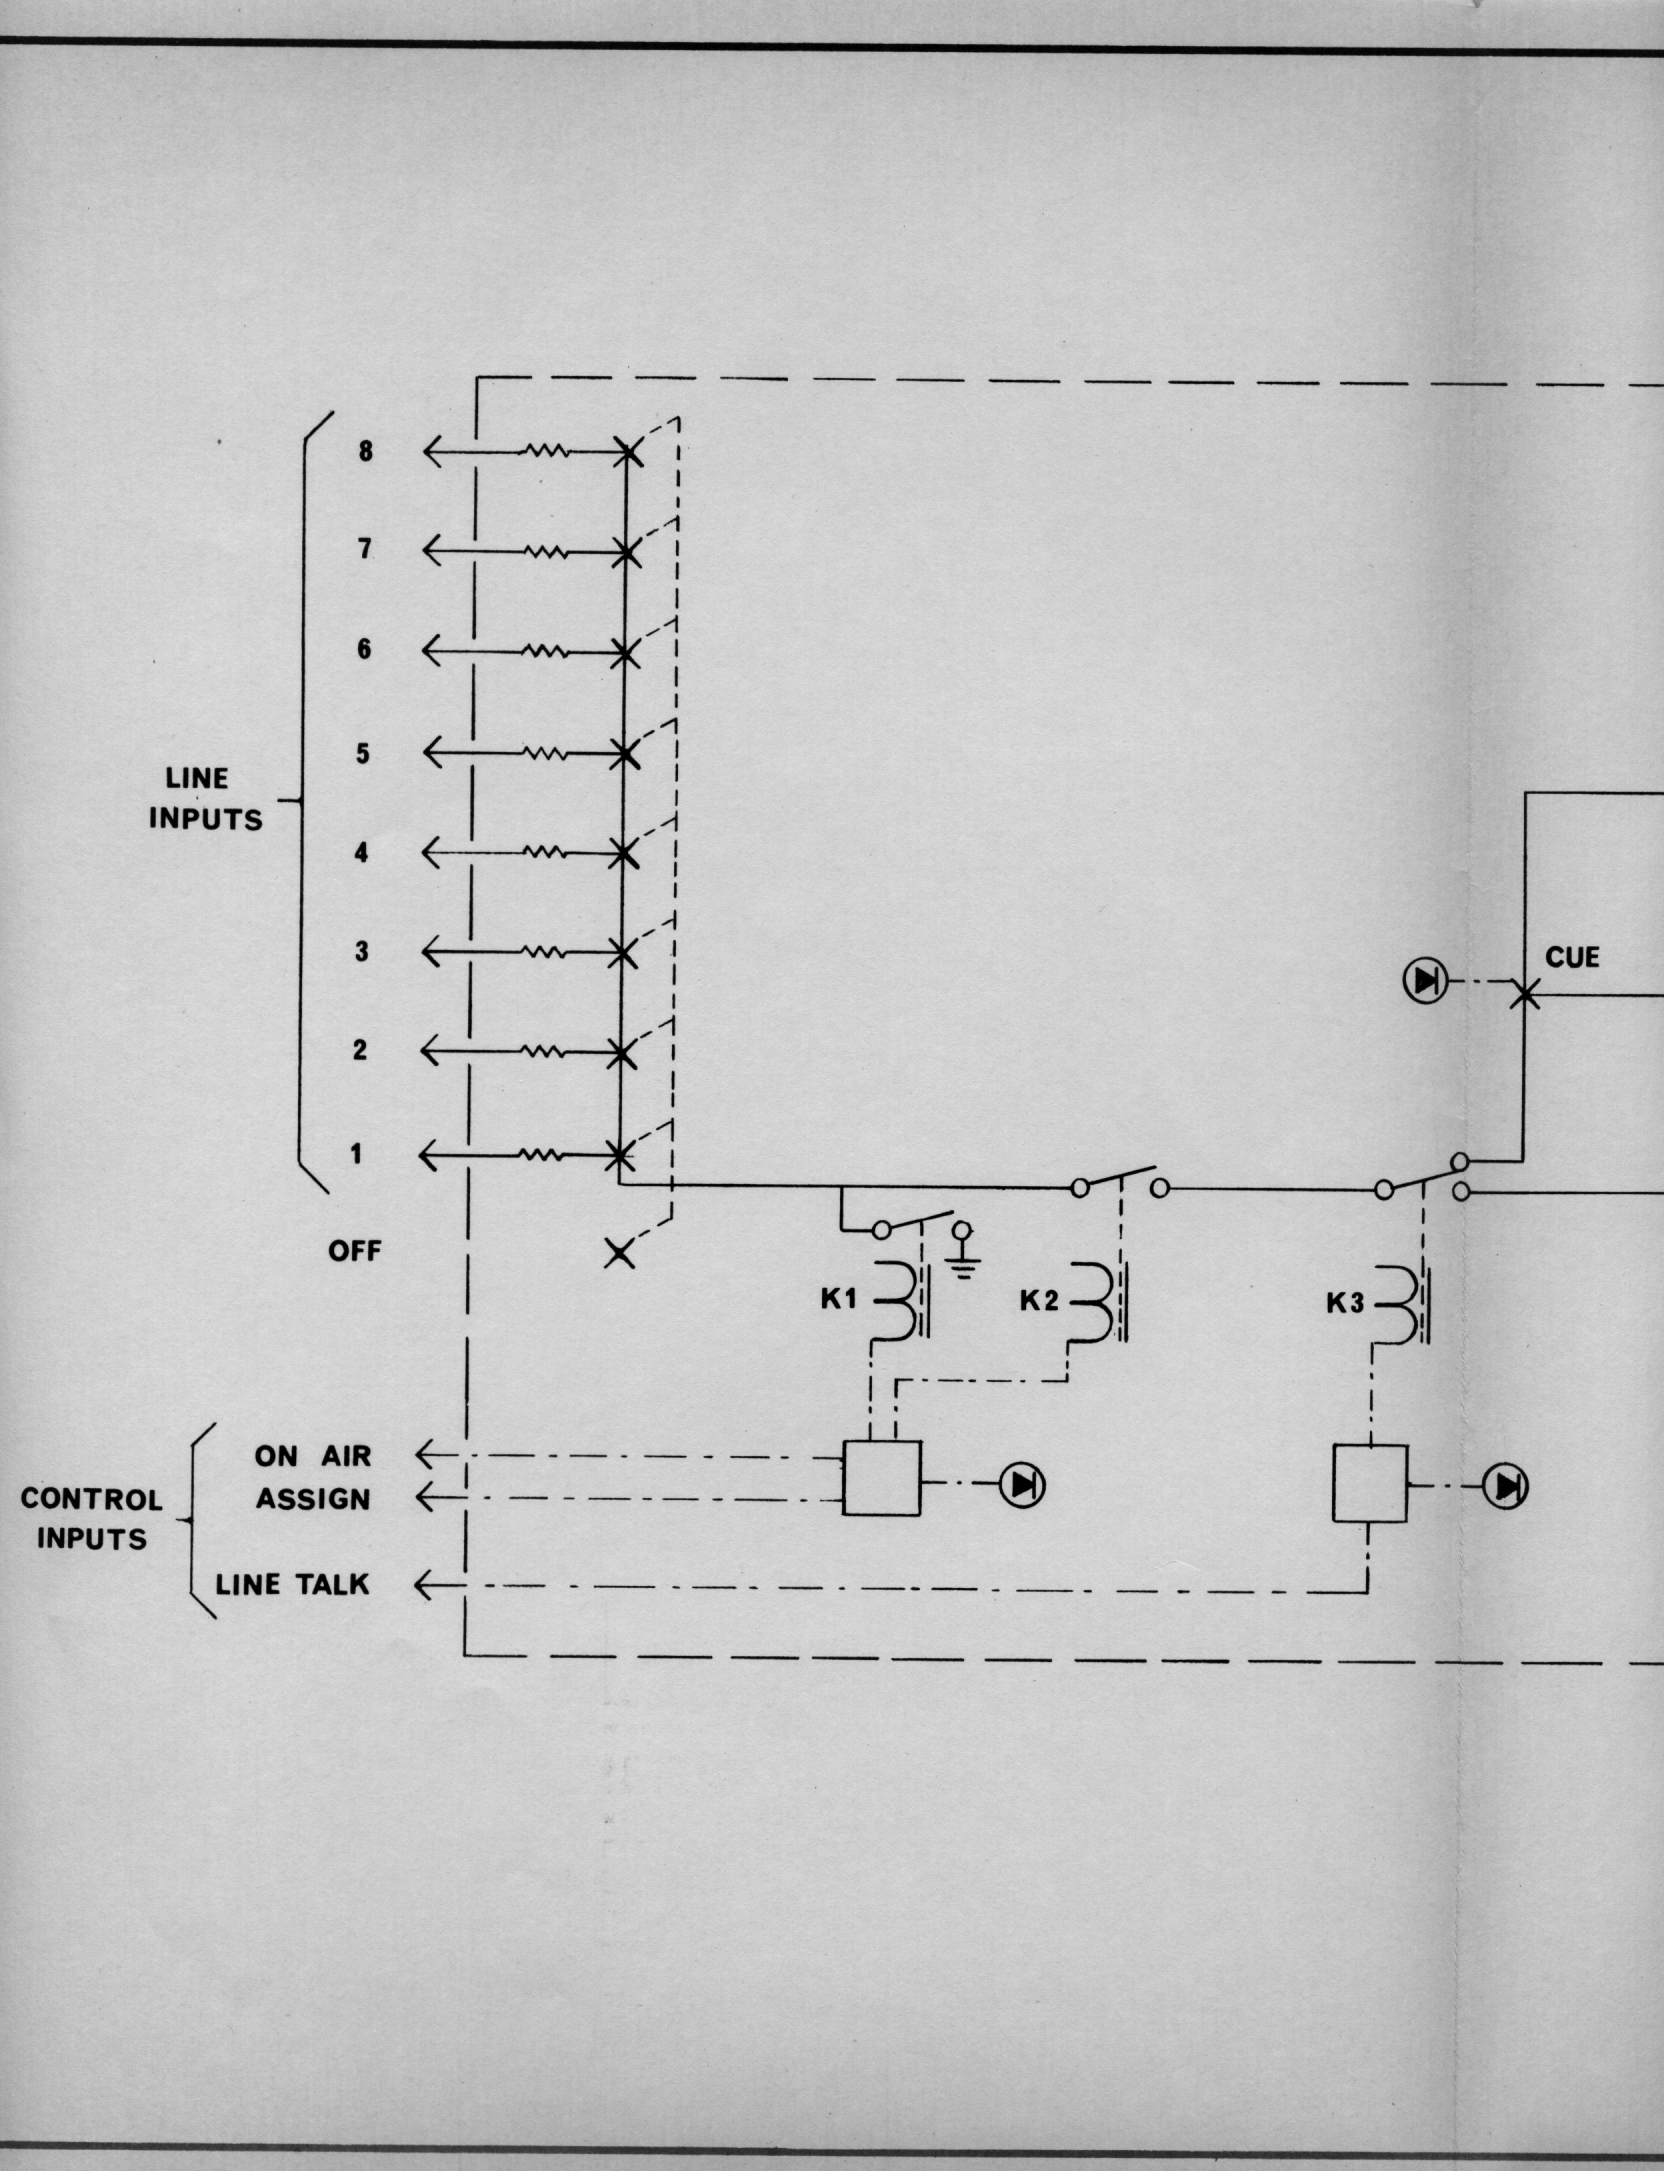 8
7
6
5
LINE
INPUTS
4
3
CUE
2
1
OFF
K1
K2
K3
ON AIR
ASSIGN
CONTROL
INPUTS
LINE TALK